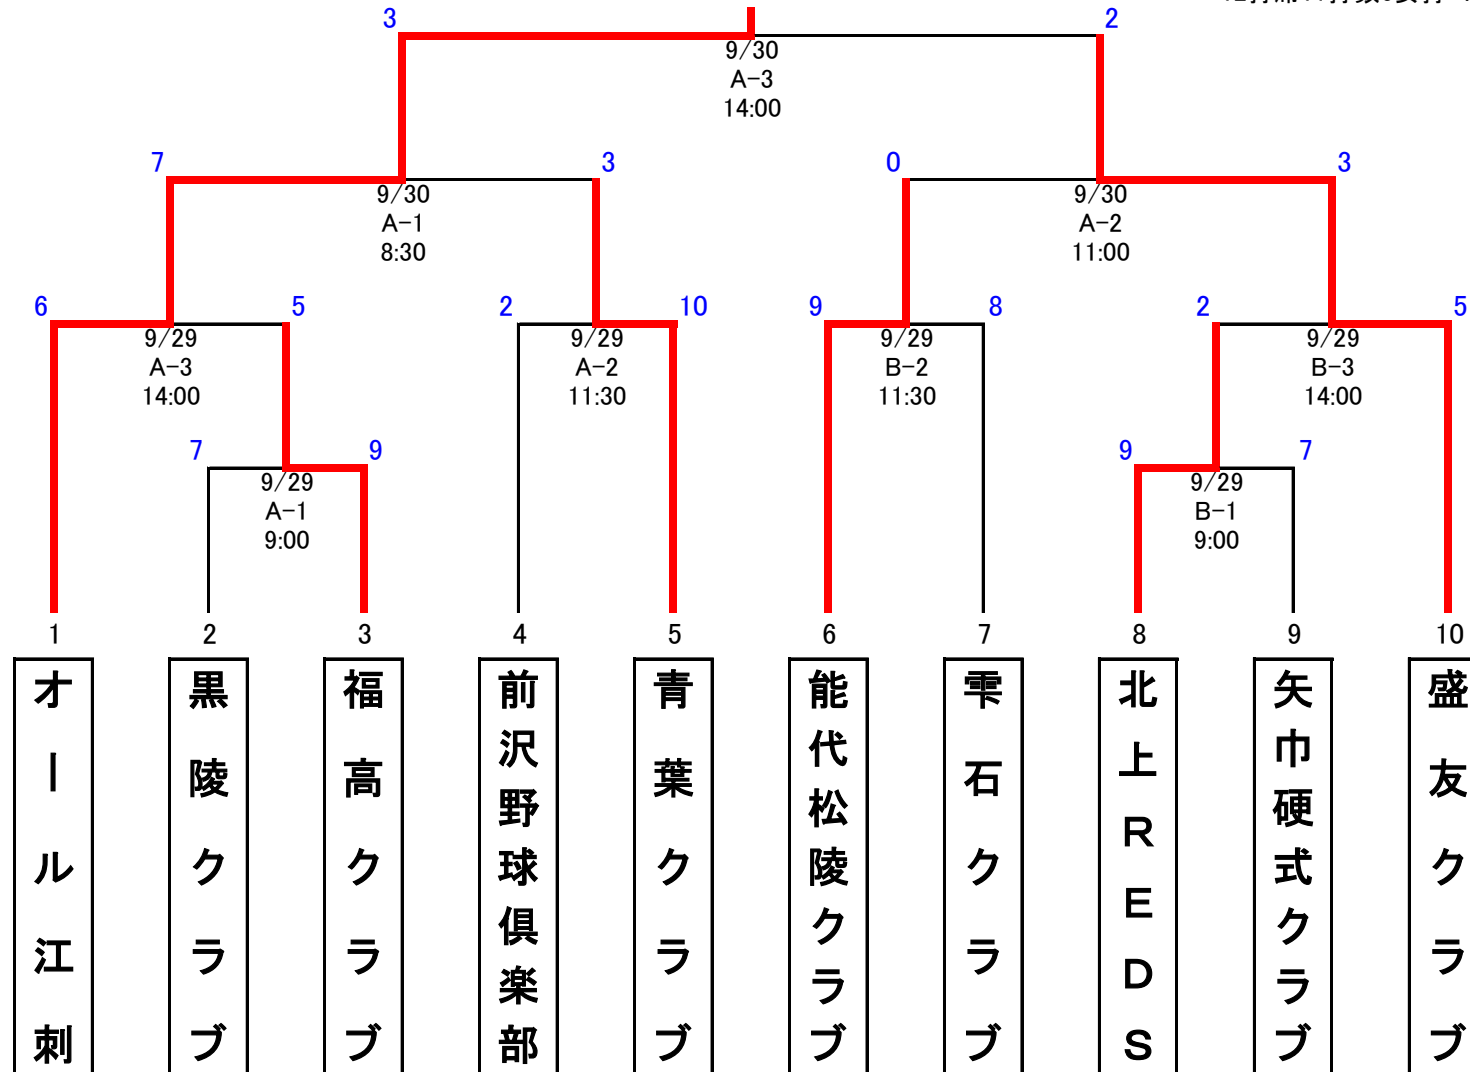 3 2
9/30
A-3
14:00
7 3 0 3
9/30 9/30
A-1 A-2
8:30 11:00
6 5 2 10 9 8 2 5
9/29 9/29 9/29 9/29
A-3 A-2 B-2 B-3
14:00 11:30 11:30 14:00
7 9 9 7
9/29 9/29
A-1 B-1
9:00 9:00
1 2 3 4 5 6 7 8 9 10
オール江刺
黒陵クラブ
福高クラブ
前沢野球倶楽部
青葉クラブ
能代松陵クラブ
雫石クラブ
北上REDS
矢巾硬式クラブ
盛友クラブ